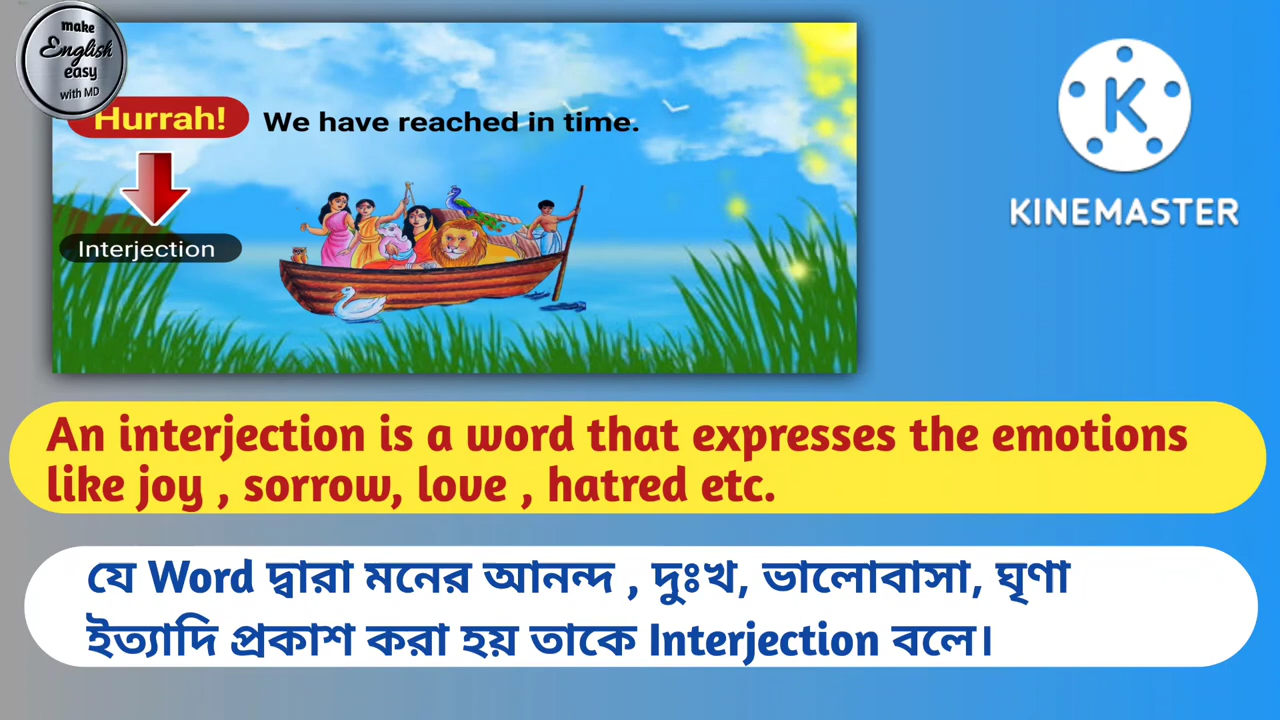 make
English
easy
with MD
Hurrah! We have reached in time.
Interjection
K
KINEMASTER
An interjection is a word that expresses the emotions
like joy , sorrow, love , hatred etc.
যে Word দ্বারা মনের আনন্দ , দুঃখ, ভালোবাসা, ঘৃণা
ইত্যাদি প্রকাশ করা হয় তাকে Interjection বলে।